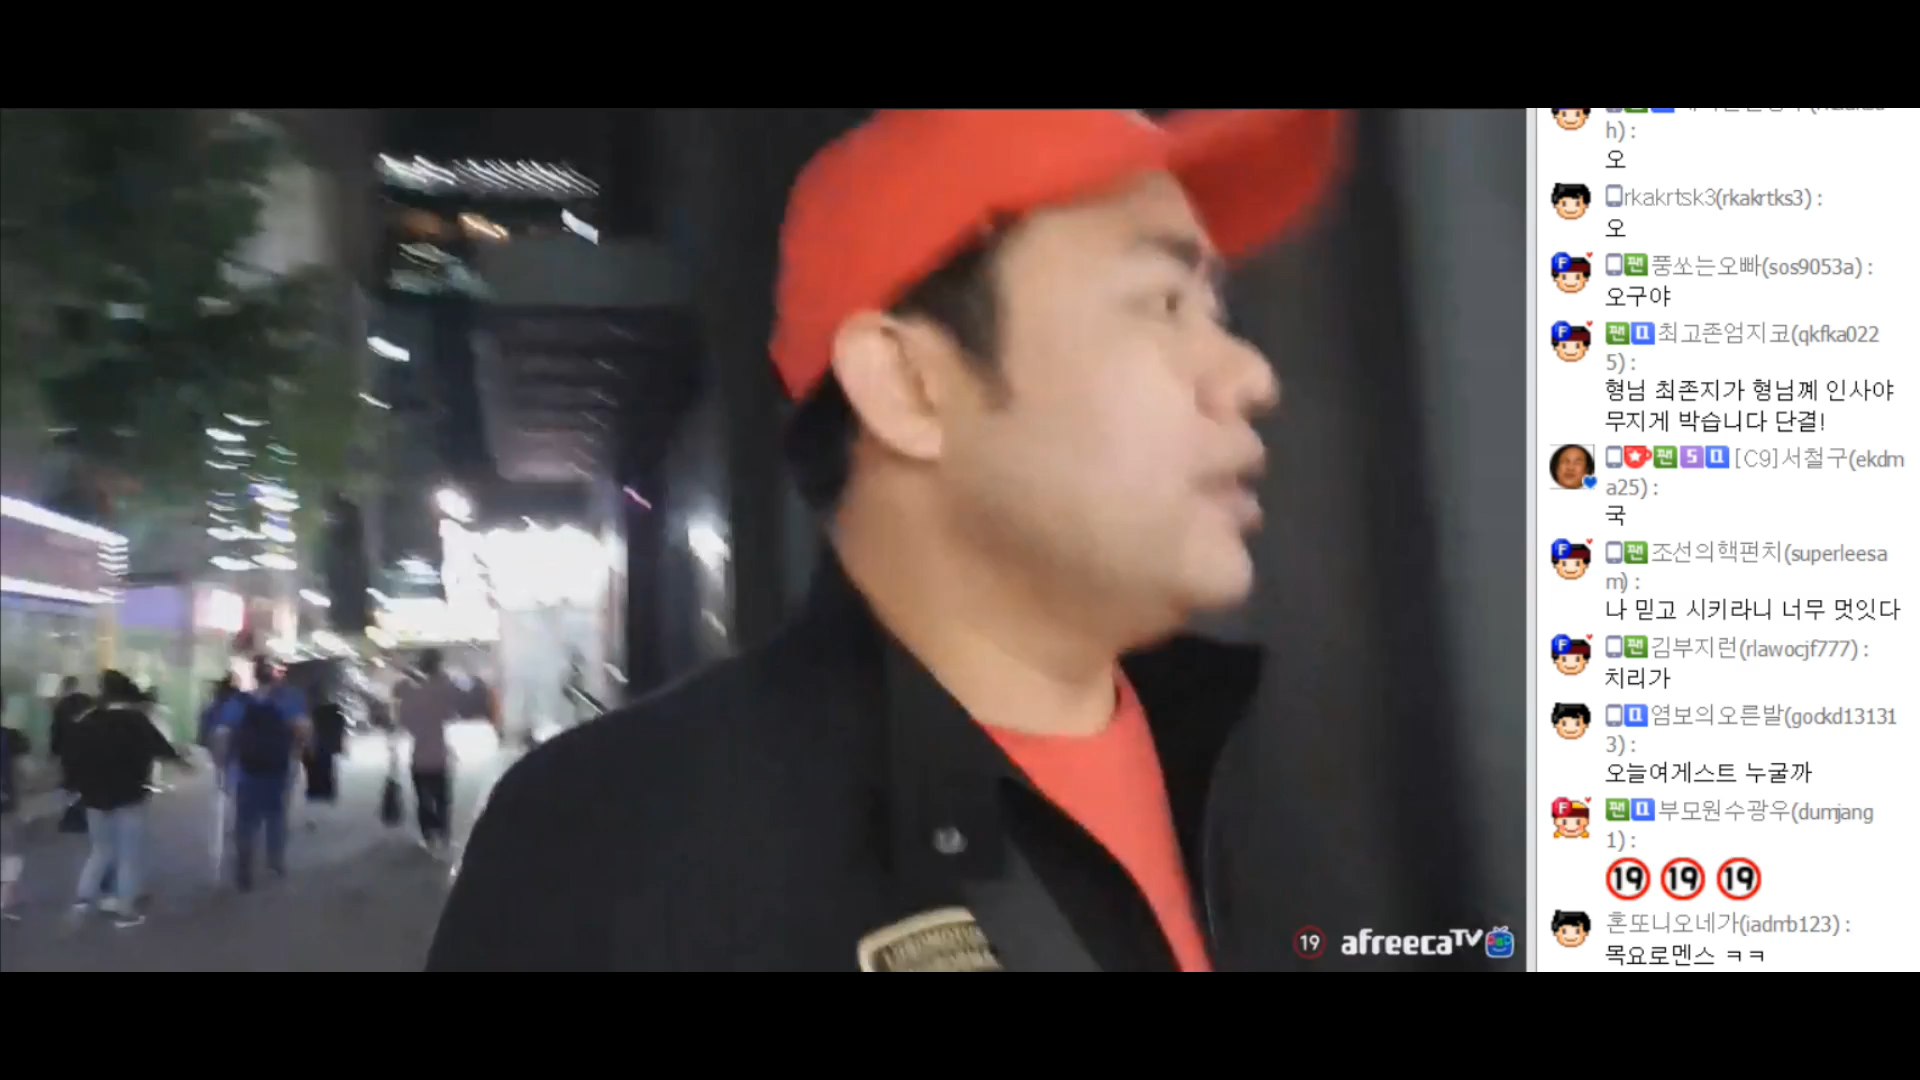 h) :
오
rkakrtsk3(rkakrtks3) :
오
팬 풍쏘는오빠(sos9053a) :
오구야
팬 최고존엄지코(qkfka022
5) :
형님 최존지가 형님꼐 인사야
무지게 박습니다 단결!
팬 S [C9]서철구(ekdm
a25) :
국
팬 조선의핵펀치(superleesa
m) :
나 믿고 시키라니 너무 멋잇다
팬 김부지런(rlawocjf777) :
치리가
염보의오른발(godkd13131
3) :
오늘여게스트 누굴까
팬 부모원수광우(dumjang
1) :
19 19 19
혼또니오네가(iadmb123) :
목요로멘스 ㅋㅋ
19 afreecaTV